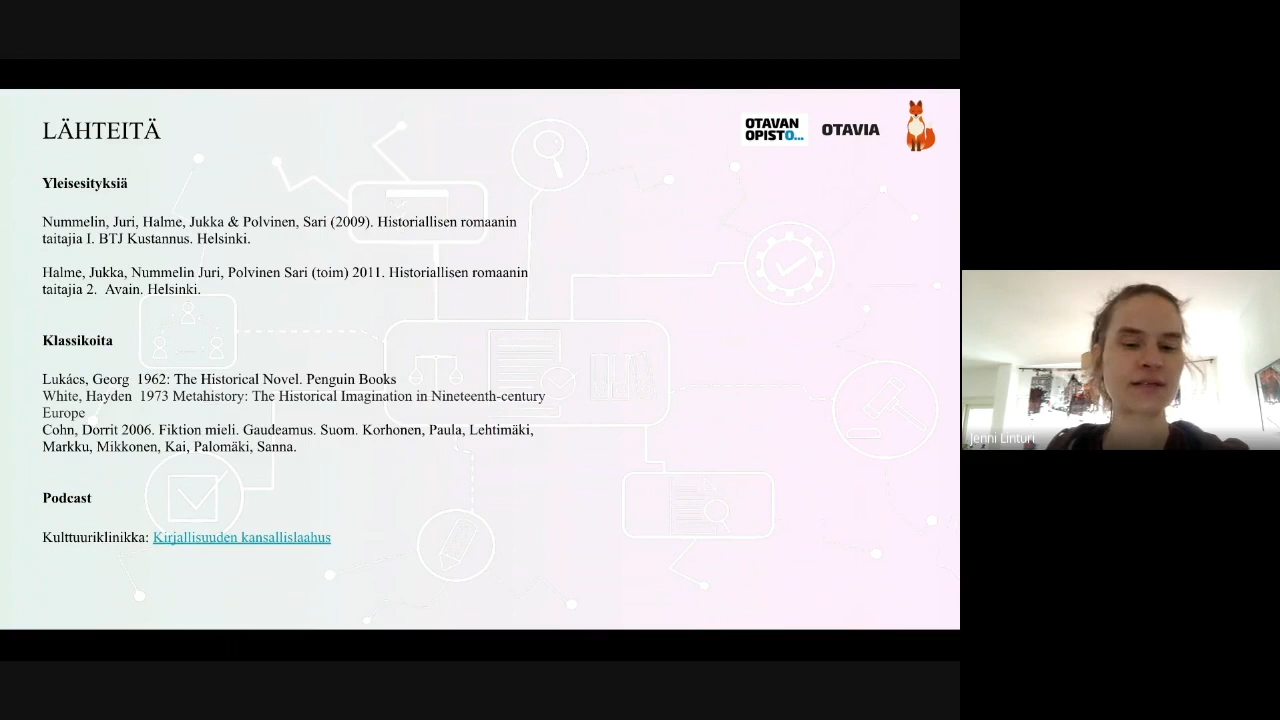 LÄHTEITÄ
OTAVAN
OPISTO...
OTAVIA
Yleisesityksiä
Nummelin, Juri, Halme, Jukka & Polvinen, Sari (2009). Historiallisen romaanin
taitajia I. BTJ Kustannus. Helsinki.
Halme, Jukka, Nummelin Juri, Polvinen Sari (toim) 2011. Historiallisen romaanin
taitajia 2. Avain. Helsinki.
Klassikoita
Lukács, Georg 1962: The Historical Novel. Penguin Books
White, Hayden 1973 Metahistory: The Historical Imagination in Nineteenth-century
Europe
Cohn, Dorrit 2006. Fiktion mieli. Gaudeamus. Suom. Korhonen, Paula, Lehtimäki,
Markku, Mikkonen, Kai, Palomäki, Sanna.
Podcast
Kulttuuriklinikka: Kirjallisuuden kansallislaahus
Jenni Linturi